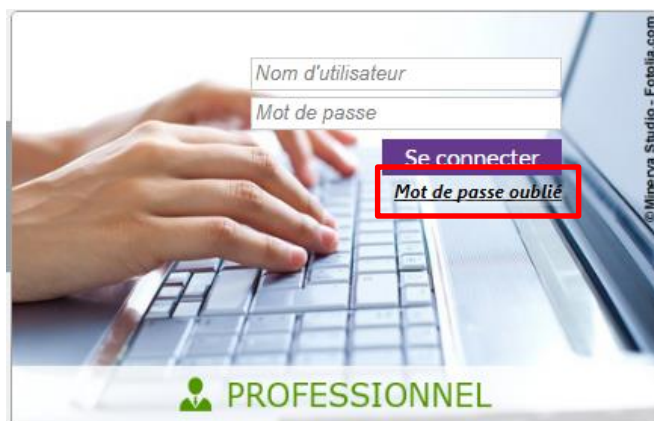 Nom d'utilisateur
Mot de passe
Se connecter
Mot de passe oublié
©Minerva Studio - Fotolia.com
PROFESSIONNEL